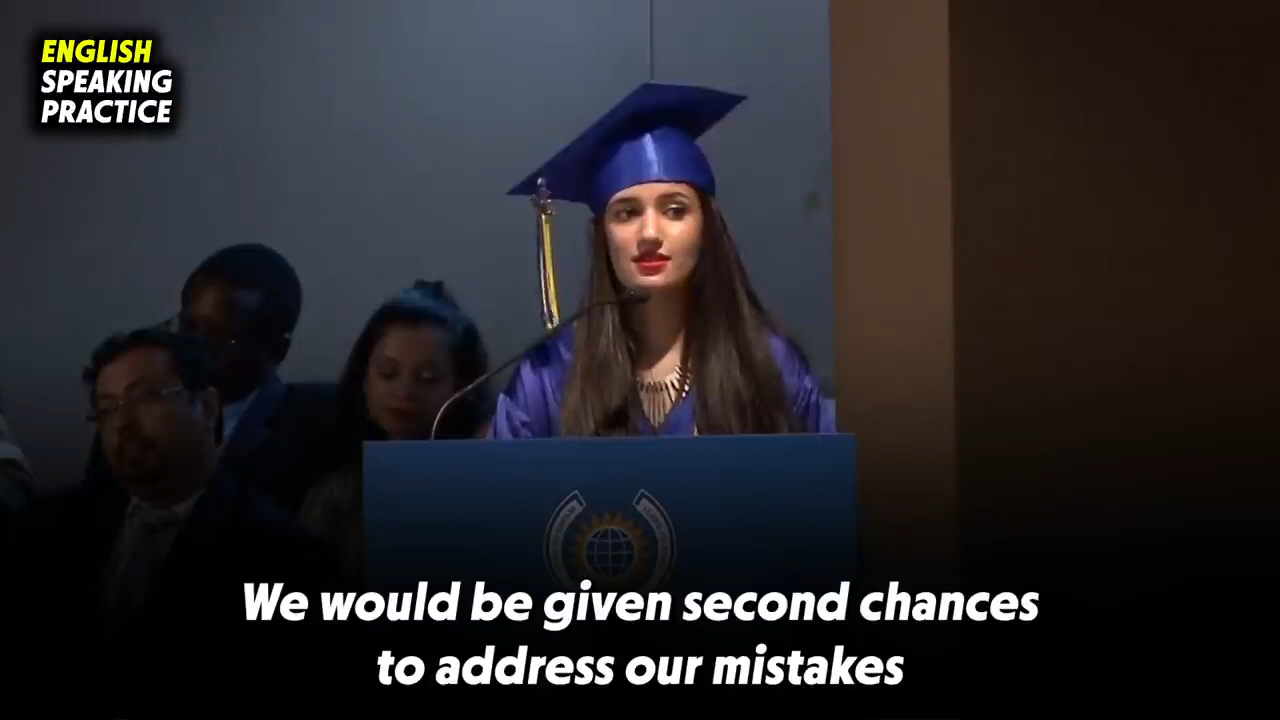 ENGLISH
SPEAKING
PRACTICE
We would be given second chances
to address our mistakes